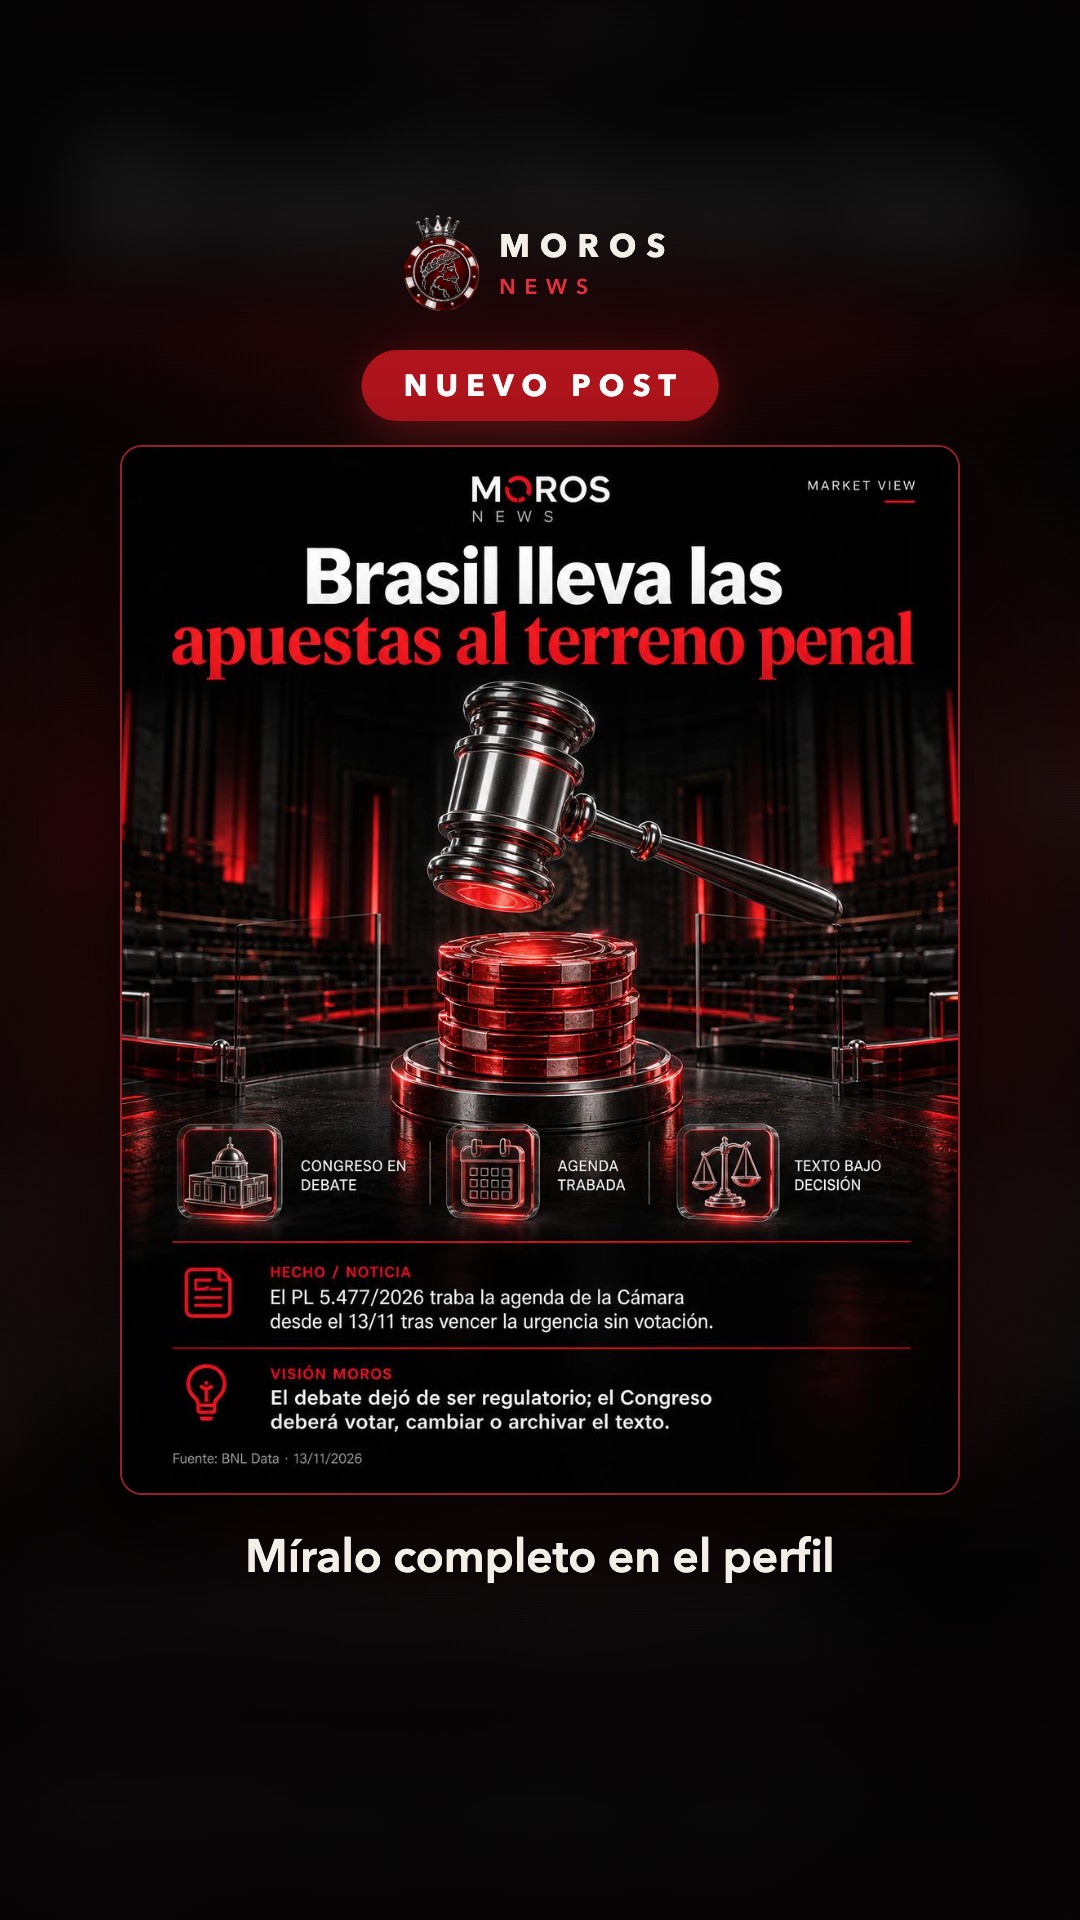 MOROS
NEWS
NUEVO POST
MOROS
NEWS
MARKET VIEW
Brasil lleva las
apuestas al terreno penal
CONGRESO EN
DEBATE
AGENDA
TRABADA
TEXTO BAJO
DECISIÓN
HECHO / NOTICIA
El PL 5.477/2026 traba la agenda de la Cámara
desde el 13/11 tras vencer la urgencia sin votación.
VISIÓN MOROS
El debate dejó de ser regulatorio; el Congreso
deberá votar, cambiar o archivar el texto.
Fuente: BNL Data · 13/11/2026
Míralo completo en el perfil